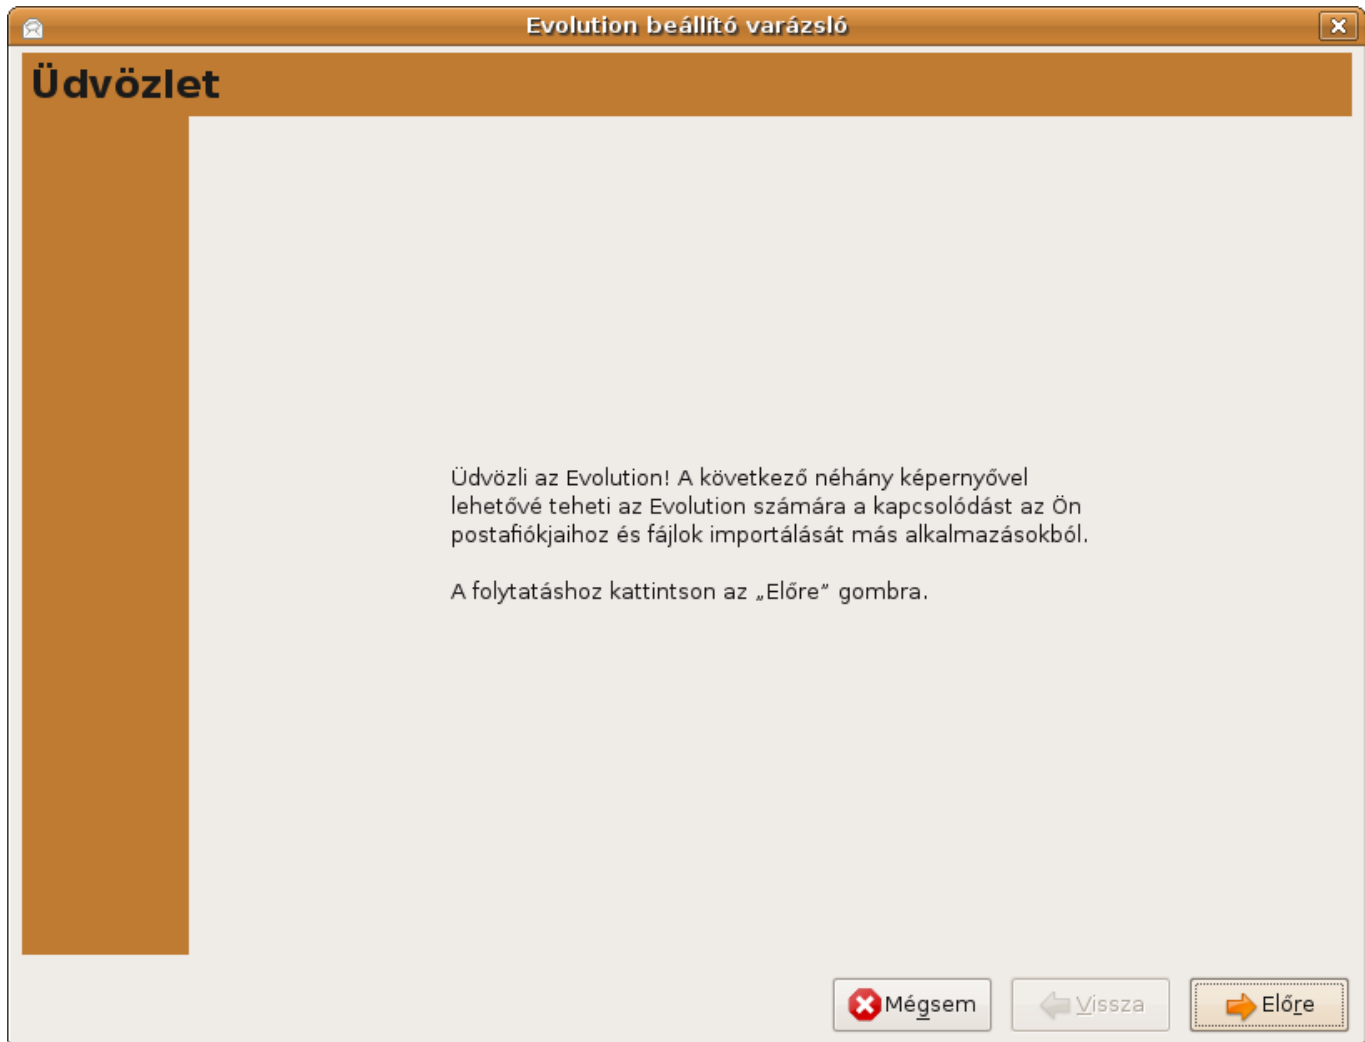 Evolution beállító varázsló
Üdvözlet
Üdvözli az Evolution! A következő néhány képernyővel
lehetővé teheti az Evolution számára a kapcsolódást az Ön
postafiókjaihoz és fájlok importálását más alkalmazásokból.
A folytatáshoz kattintson az „Előre” gombra.
Mégsem
Vissza
Előre